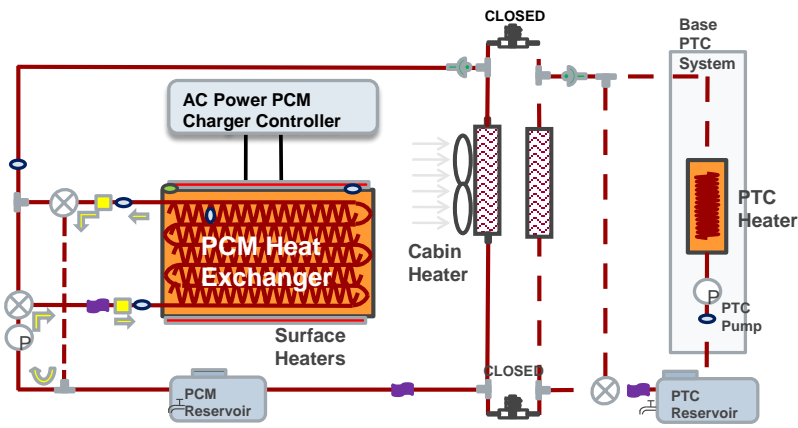 CLOSED
Base
PTC
System
AC Power PCM
Charger Controller
PTC
Heater
PCM Heat
Exchanger
Cabin
Heater
P
PTC
Pump
P
Surface
Heaters
CLOSED
PCM
Reservoir
PTC
Reservoir